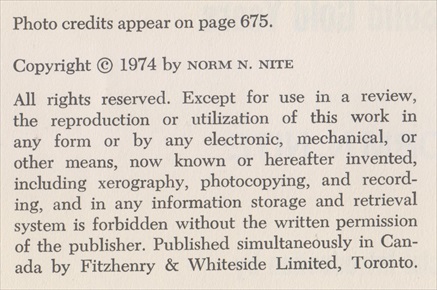 Photo credits appear on page 675.
Copyright © 1974 by NORM N. NITE
All rights reserved. Except for use in a review,
the reproduction or utilization of this work in
any form or by any electronic, mechanical, or
other means, now known or hereafter invented,
including xerography, photocopying, and record-
ing, and in any information storage and retrieval
system is forbidden without the written permission
of the publisher. Published simultaneously in Can-
ada by Fitzhenry & Whiteside Limited, Toronto.